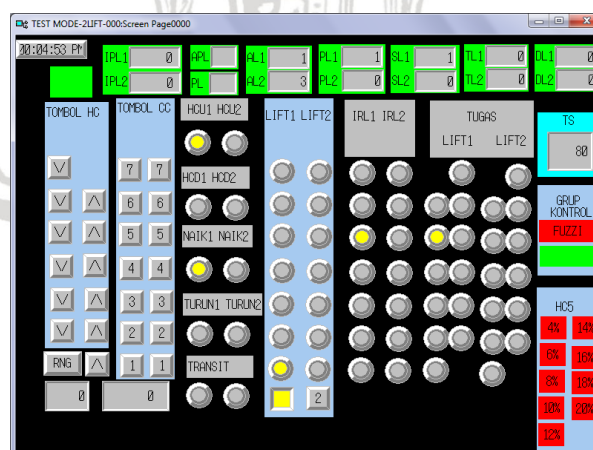 TEST MODE-2LIFT-000:Screen Page0000
00:04:53 PM
IPL1 0 APL AL1 1 PL1 1 SL1 1 TL1 0 DL1 0
IPL2 0 PL AL2 3 PL2 0 SL2 0 TL2 0 DL2 0
TOMBOL HC TOMBOL CC HCU1 HCU2 LIFT1 LIFT2 IRL1 IRL2 TUGAS
LIFT1 LIFT2
TS
80
7 7
HCD1 HCD2
6 6
GRUP
KONTROL
FUZZ1
5 5
NAIK1 NAIK2
4 4
3 3
TURUN1 TURUN2
HC5
2 2
4% 14%
6% 16%
RNG 1 1
TRANSIT
8% 18%
0 0 2
10% 20%
12%